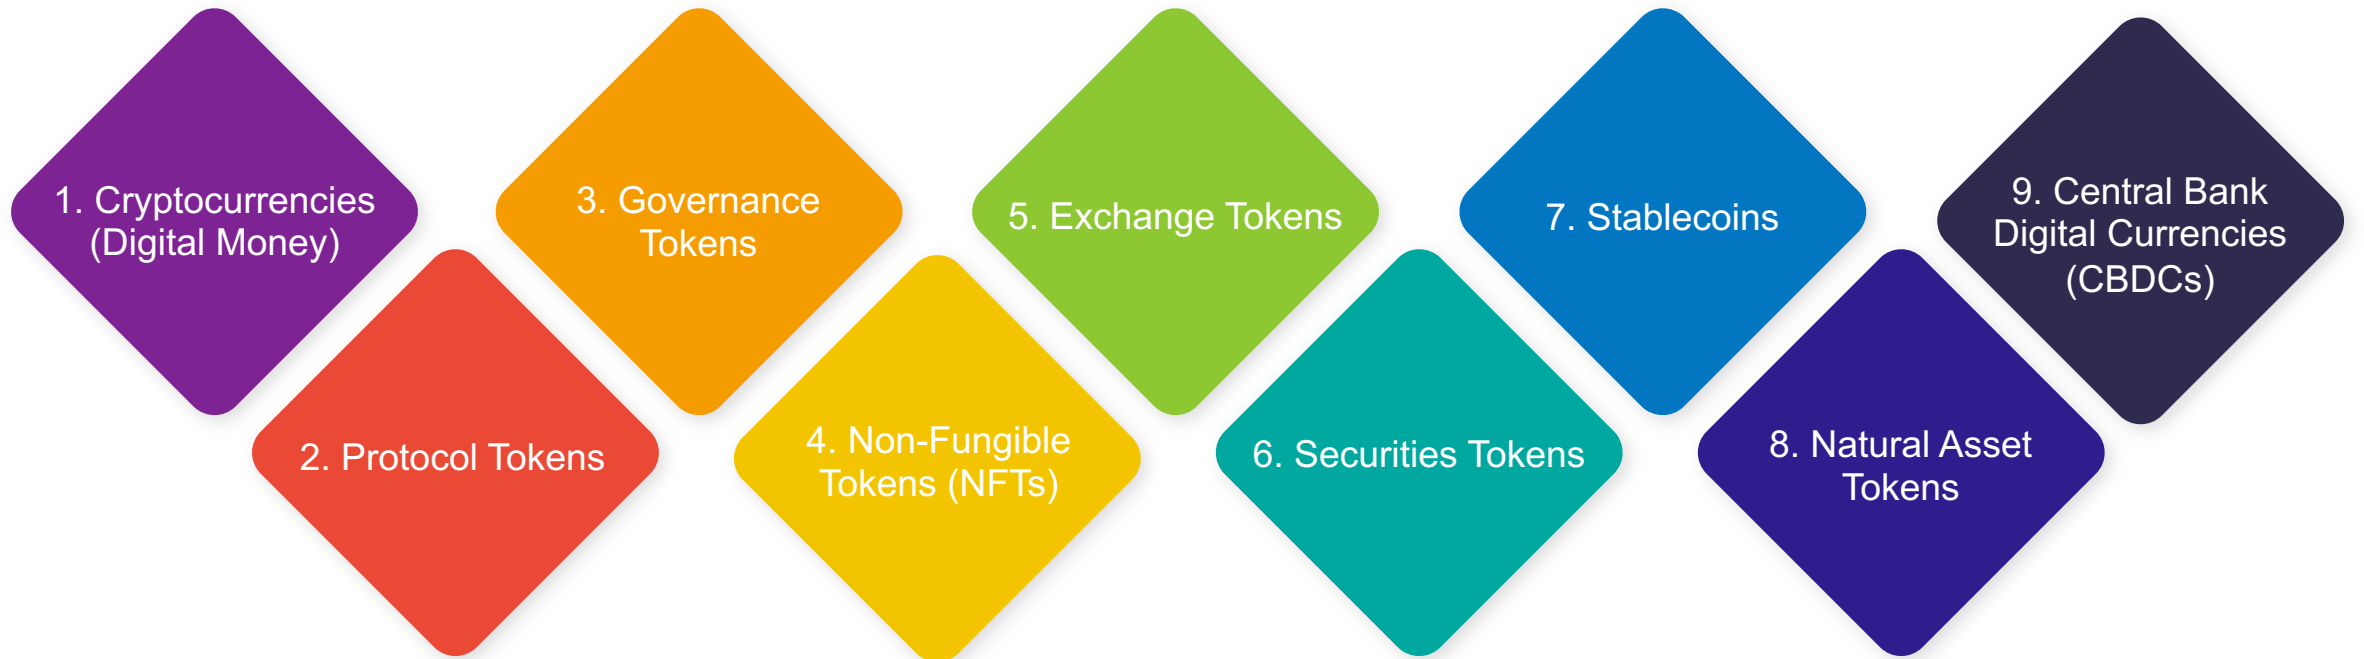 1. Cryptocurrencies
(Digital Money)
2. Protocol Tokens
3. Governance
Tokens
4. Non-Fungible
Tokens (NFTs)
5. Exchange Tokens
6. Securities Tokens
7. Stablecoins
8. Natural Asset
Tokens
9. Central Bank
Digital Currencies
(CBDCs)